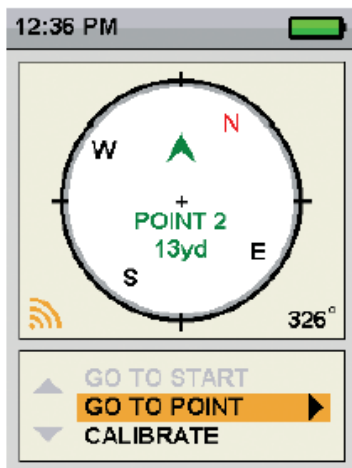 12:36 PM
N
W
POINT 2
13yd
E
S
326°
GO TO START
GO TO POINT
CALIBRATE